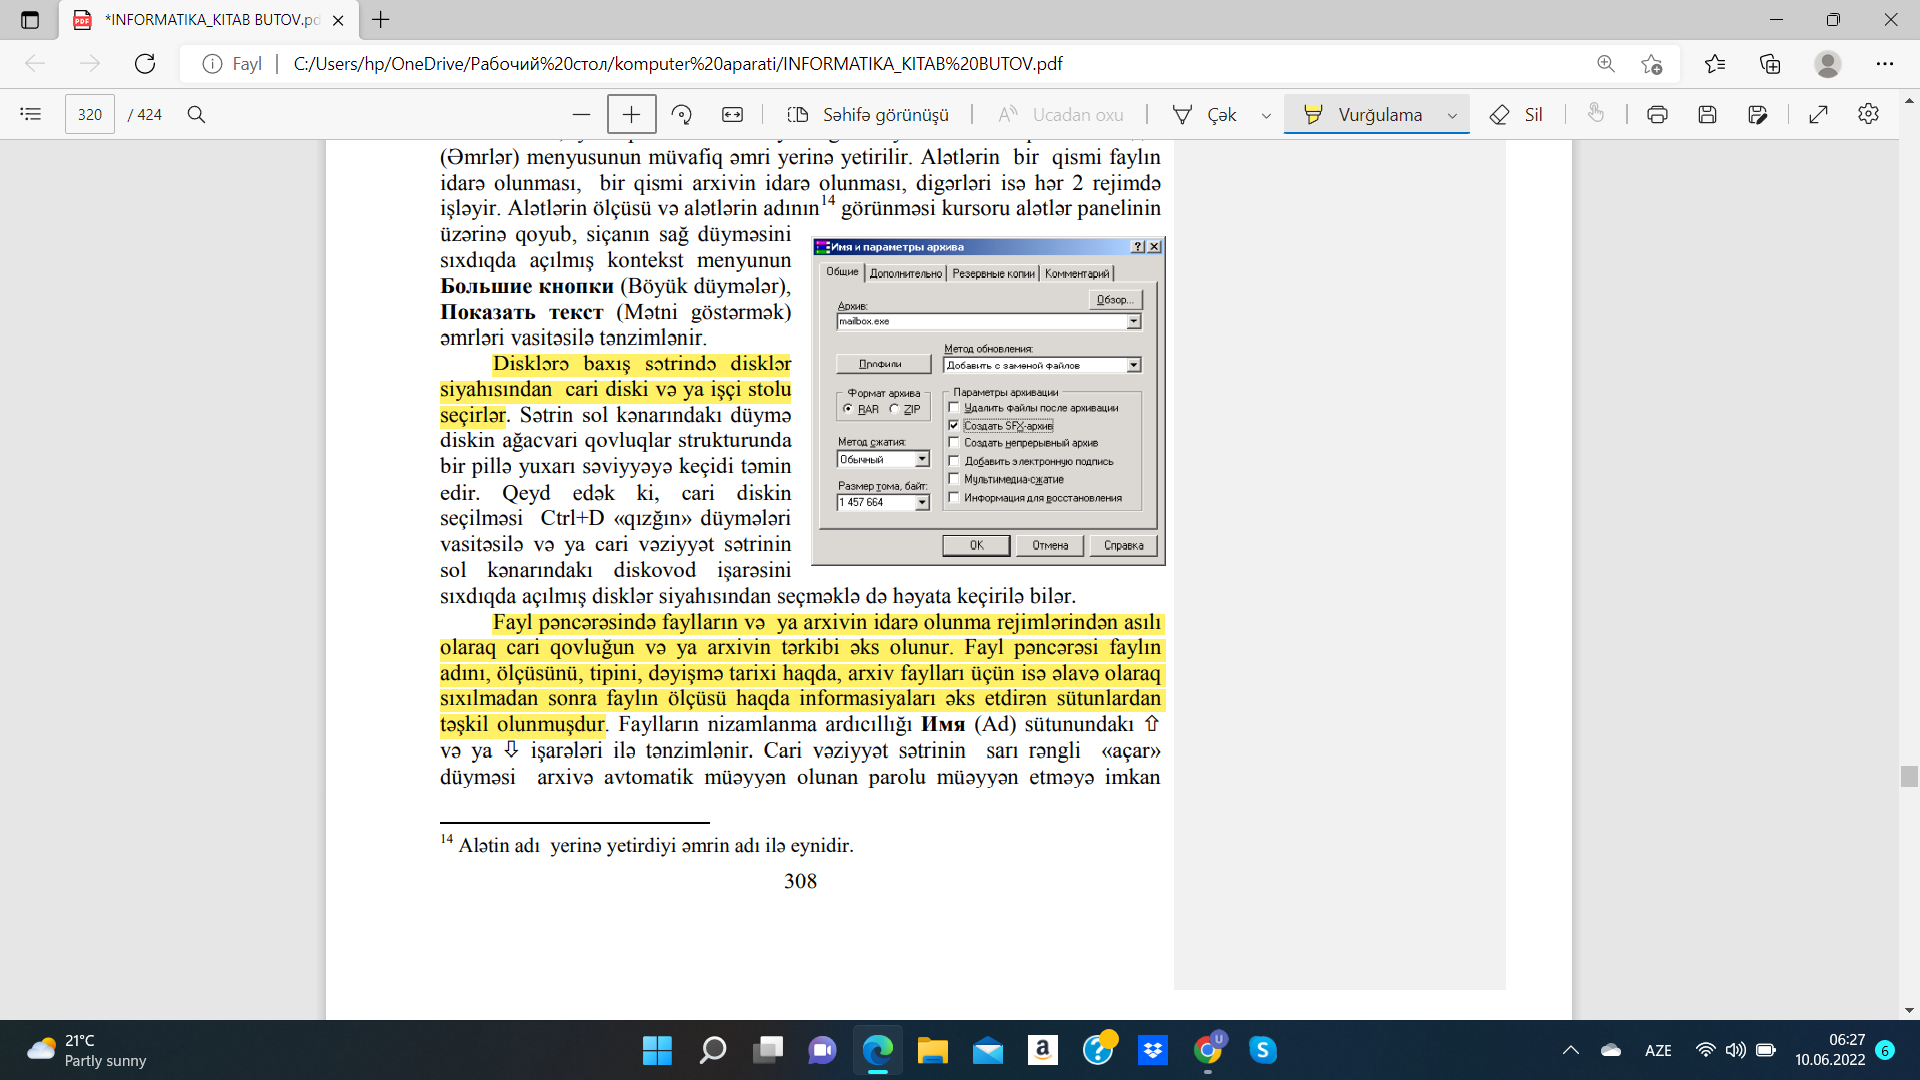 *INFORMATIKA_KITAB BUTOV.pd
Fayl
C:/Users/hp/OneDrive/Рабочий%20стол/komputer%20aparati/INFORMATIKA_KITAB%20BUTOV.pdf
320 / 424
Səhifə görünüşü
Ucadan oxu
Çək
Vurğulama
Sil
(Əmrlər) menyusunun müvafiq əmri yerinə yetirilir. Alətlərin bir qismi faylın
idarə olunması, bir qismi arxivin idarə olunması, digərləri isə hər 2 rejimdə
işləyir. Alətlərin ölçüsü və alətlərin adının14 görünməsi kursoru alətlər panelinin
üzərinə qoyub, siçanın sağ düyməsini
sıxdıqda açılmış kontekst menyunun
Большие кнопки (Böyük düymələr),
Показать текст (Mətni göstərmək)
əmrləri vasitəsilə tənzimlənir.
Disklərə baxış sətrində disklər
siyahısından cari diski və ya işçi stolu
seçirlər. Sətrin sol kənarındakı düymə
diskin ağacvari qovluqlar strukturunda
bir pillə yuxarı səviyyəyə keçidi təmin
edir. Qeyd edək ki, cari diskin
seçilməsi Ctrl+D «qızğın» düymələri
vasitəsilə və ya cari vəziyyət sətrinin
sol kənarındakı diskovod işarəsini
sıxdıqda açılmış disklər siyahısından seçməklə də həyata keçirilə bilər.
Имя и параметры архива
Общие Дополнительно Резервные копии Комментарий
Обзор...
Архив:
mailbox.exe
Профили
Метод обновления:
Добавить с заменой файлов
Формат архива
RAR ZIP
Метод сжатия:
Обычный
Размер тома, байт:
1 457 664
Параметры архивации
Удалить файлы после архивации
Создать SFX-архив
Создать непрерывный архив
Добавить электронную подпись
Мультимедиа-сжатие
Информация для восстановления
OK Отмена Справка
Fayl pəncərəsində faylların və ya arxivin idarə olunma rejimlərindən asılı
olaraq cari qovluğun və ya arxivin tərkibi əks olunur. Fayl pəncərəsi faylın
adını, ölçüsünü, tipini, dəyişmə tarixi haqda, arxiv faylları üçün isə əlavə olaraq
sıxılmadan sonra faylın ölçüsü haqda informasiyaları əks etdirən sütunlardan
təşkil olunmuşdur. Faylların nizamlanma ardıcıllığı Имя (Ad) sütunundakı ⇧
və ya ⇩ işarələri ilə tənzimlənir. Cari vəziyyət sətrinin sarı rəngli «açar»
düyməsi arxivə avtomatik müəyyən olunan parolu müəyyən etməyə imkan
14 Alətin adı yerinə yetirdiyi əmrin adı ilə eynidir.
308
21°C
Partly sunny
AZE
06:27
10.06.2022
6